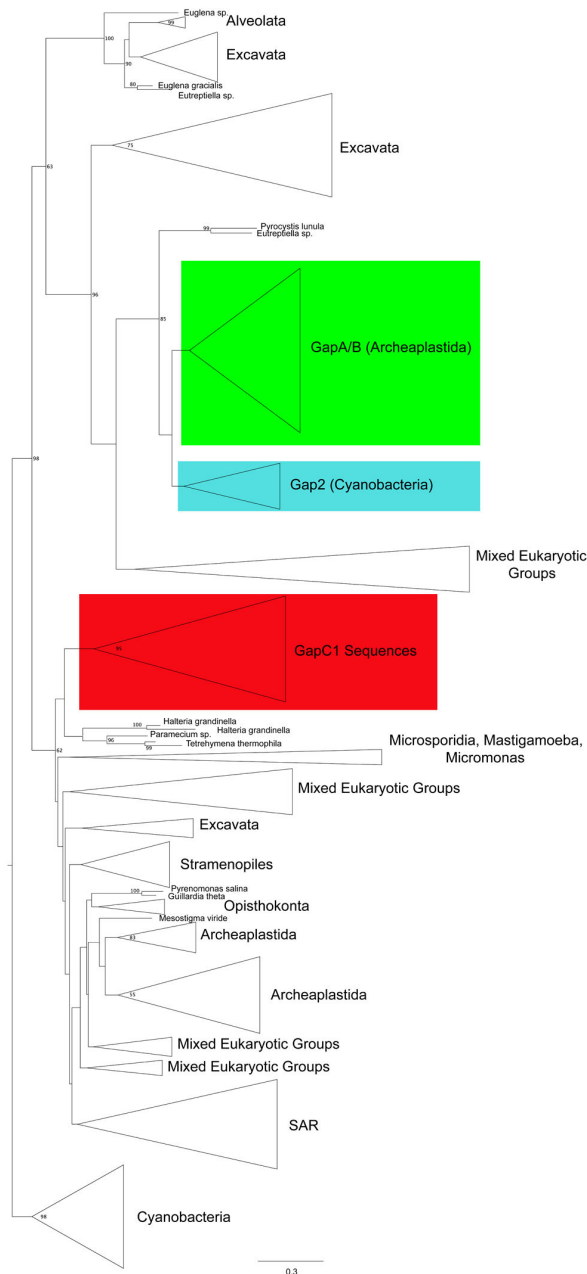 Euglena sp.
99
Alveolata
100
Excavata
90
80
Euglena gracialis
Eutreptiella sp.
75
Excavata
63
Pyrocystis lunula
99
Eutreptiella sp.
96
85
GapA/B (Archeaplastida)
98
Gap2 (Cyanobacteria)
Mixed Eukaryotic
Groups
95
GapC1 Sequences
Halteria grandinella
100
Halteria grandinella
Paramecium sp.
96
Tetrehymena thermophila
99
62
Microsporidia, Mastigamoeba,
Micromonas
Mixed Eukaryotic Groups
Excavata
Stramenopiles
Pyrenomonas salina
100
Guillardia theta
Opisthokonta
Mesostigma viride
83
Archeaplastida
55
Archeaplastida
Mixed Eukaryotic Groups
Mixed Eukaryotic Groups
SAR
98
Cyanobacteria
0.3